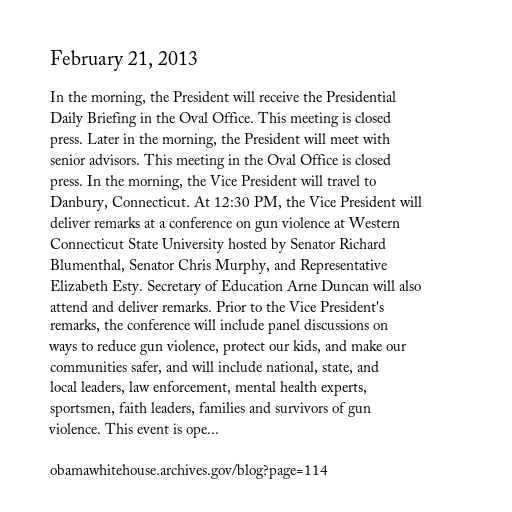 February 21, 2013
In the morning, the President will receive the Presidential
Daily Briefing in the Oval Office. This meeting is closed
press. Later in the morning, the President will meet with
senior advisors. This meeting in the Oval Office is closed
press. In the morning, the Vice President will travel to
Danbury, Connecticut. At 12:30 PM, the Vice President will
deliver remarks at a conference on gun violence at Western
Connecticut State University hosted by Senator Richard
Blumenthal, Senator Chris Murphy, and Representative
Elizabeth Esty. Secretary of Education Arne Duncan will also
attend and deliver remarks. Prior to the Vice President's
remarks, the conference will include panel discussions on
ways to reduce gun violence, protect our kids, and make our
communities safer, and will include national, state, and
local leaders, law enforcement, mental health experts,
sportsmen, faith leaders, families and survivors of gun
violence. This event is ope...
obamawhitehouse.archives.gov/blog?page=114